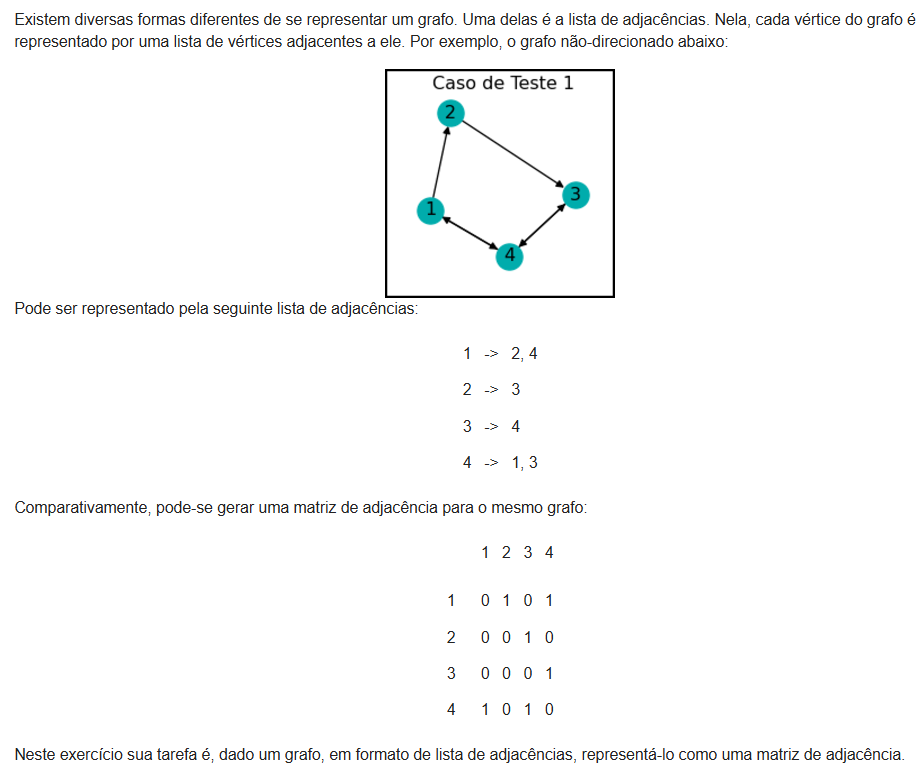 Existem diversas formas diferentes de se representar um grafo. Uma delas é a lista de adjacências. Nela, cada vértice do grafo é
representado por uma lista de vértices adjacentes a ele. Por exemplo, o grafo não-direcionado abaixo:
Caso de Teste 1
2
3
1
4
Pode ser representado pela seguinte lista de adjacências:
1 -> 2, 4
2 -> 3
3 -> 4
4 -> 1, 3
Comparativamente, pode-se gerar uma matriz de adjacência para o mesmo grafo:
1 2 3 4
1 0 1 0 1
2 0 0 1 0
3 0 0 0 1
4 1 0 1 0
Neste exercício sua tarefa é, dado um grafo, em formato de lista de adjacências, representá-lo como uma matriz de adjacência.